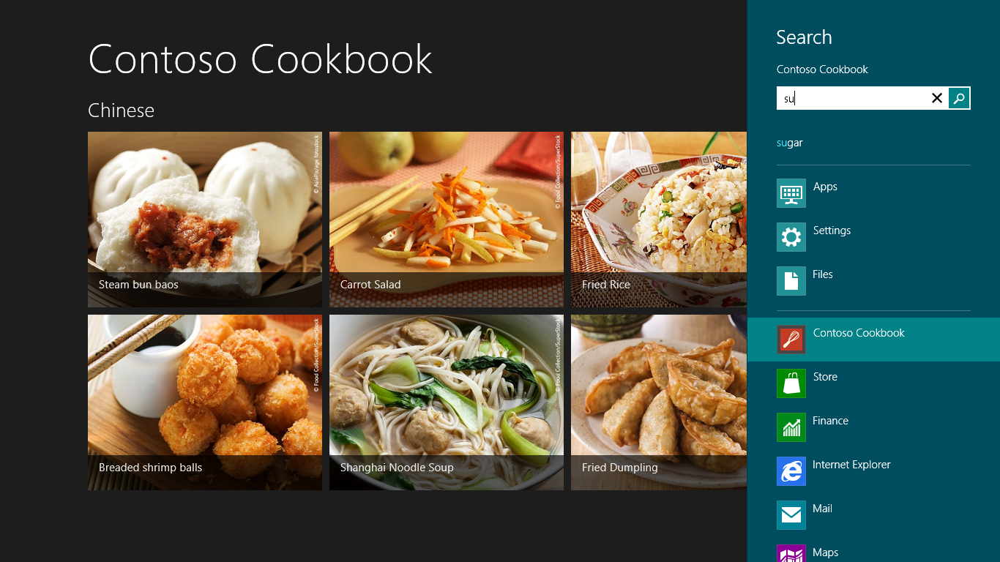 Contoso Cookbook
Chinese
© AsiaPix/age fotostock
Steam bun baos
© Food Collection/SuperStock
Carrot Salad
Fried Rice
© Food Collection/SuperStock
Breaded shrimp balls
© Food Collection/SuperStock
Shanghai Noodle Soup
Fried Dumpling
Search
Contoso Cookbook
su
sugar
Apps
Settings
Files
Contoso Cookbook
Store
Finance
Internet Explorer
Mail
Maps